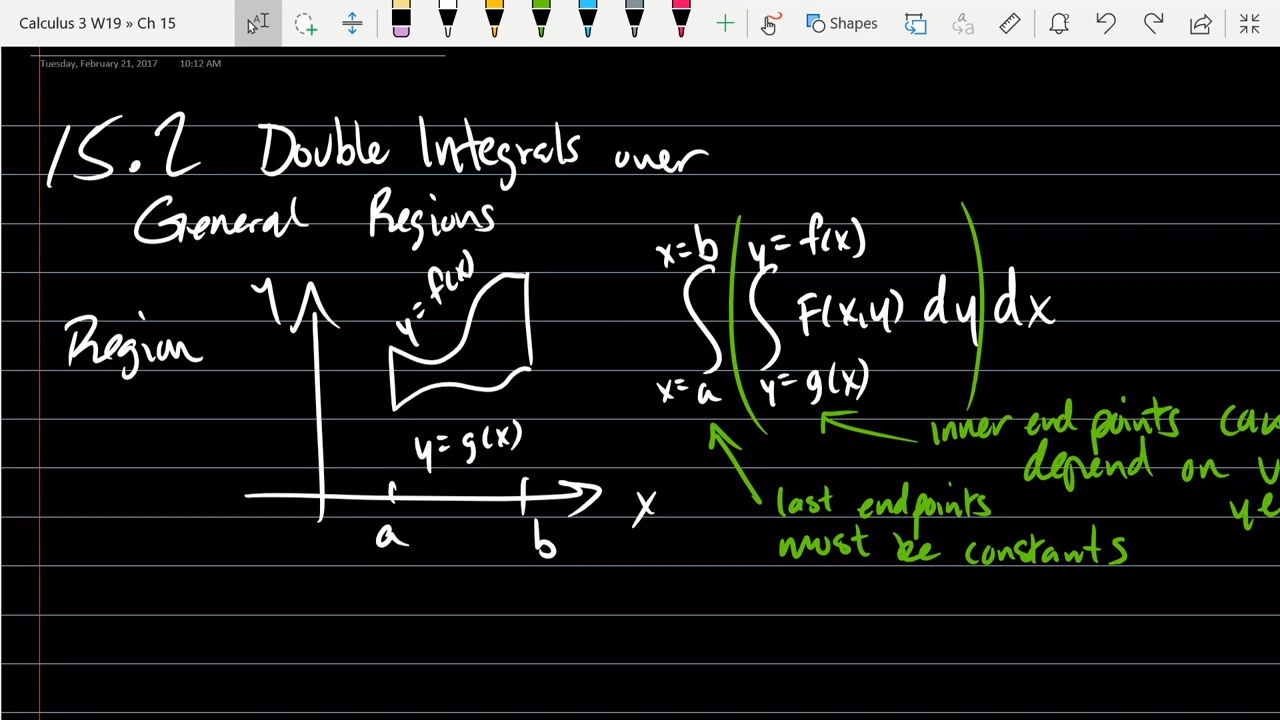 Calculus 3 W19 » Ch 15
Shapes
Tuesday, February 21, 2017 10:12 AM
15.2 Double Integrals over
General Regions
Region
Y
y = f(x)
y = g(x)
a
b
X
x = b
y = f(x)
∫ ( ∫ F(x,y) dy ) dx
x = a
y = g(x)
inner end points
depend on
last endpoints
must be constants